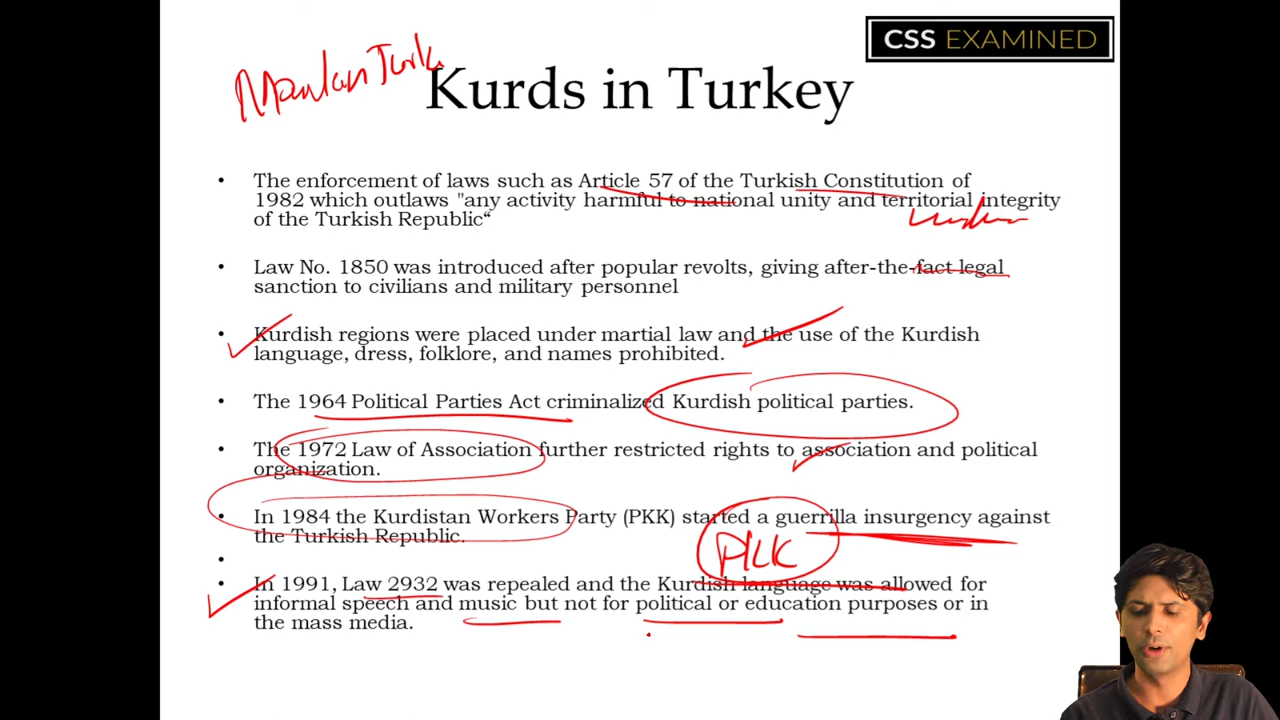 CSS EXAMINED
Kurds in Turkey
• The enforcement of laws such as Article 57 of the Turkish Constitution of
1982 which outlaws "any activity harmful to national unity and territorial integrity
of the Turkish Republic“
• Law No. 1850 was introduced after popular revolts, giving after-the-fact legal
sanction to civilians and military personnel
• Kurdish regions were placed under martial law and the use of the Kurdish
language, dress, folklore, and names prohibited.
• The 1964 Political Parties Act criminalized Kurdish political parties.
• The 1972 Law of Association further restricted rights to association and political
organization.
• In 1984 the Kurdistan Workers Party (PKK) started a guerrilla insurgency against
the Turkish Republic.
PKK
•
• In 1991, Law 2932 was repealed and the Kurdish language was allowed for
informal speech and music but not for political or education purposes or in
the mass media.